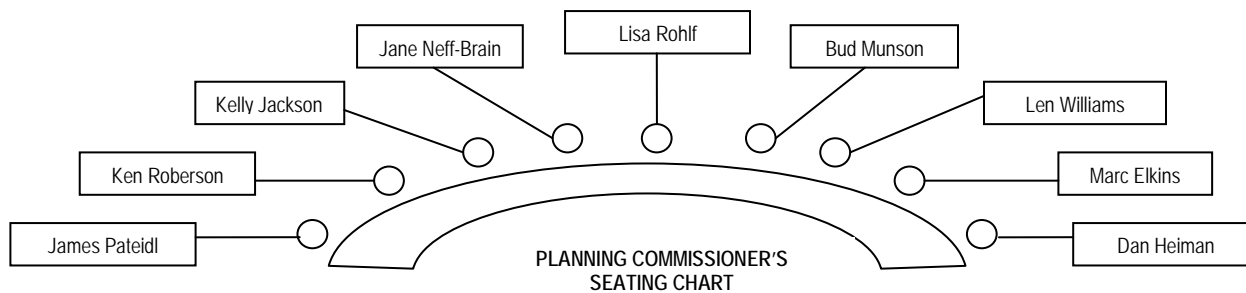 Lisa Rohlf
Jane Neff-Brain
Bud Munson
Kelly Jackson
Len Williams
Ken Roberson
Marc Elkins
James Pateidl
Dan Heiman
PLANNING COMMISSIONER'S
SEATING CHART